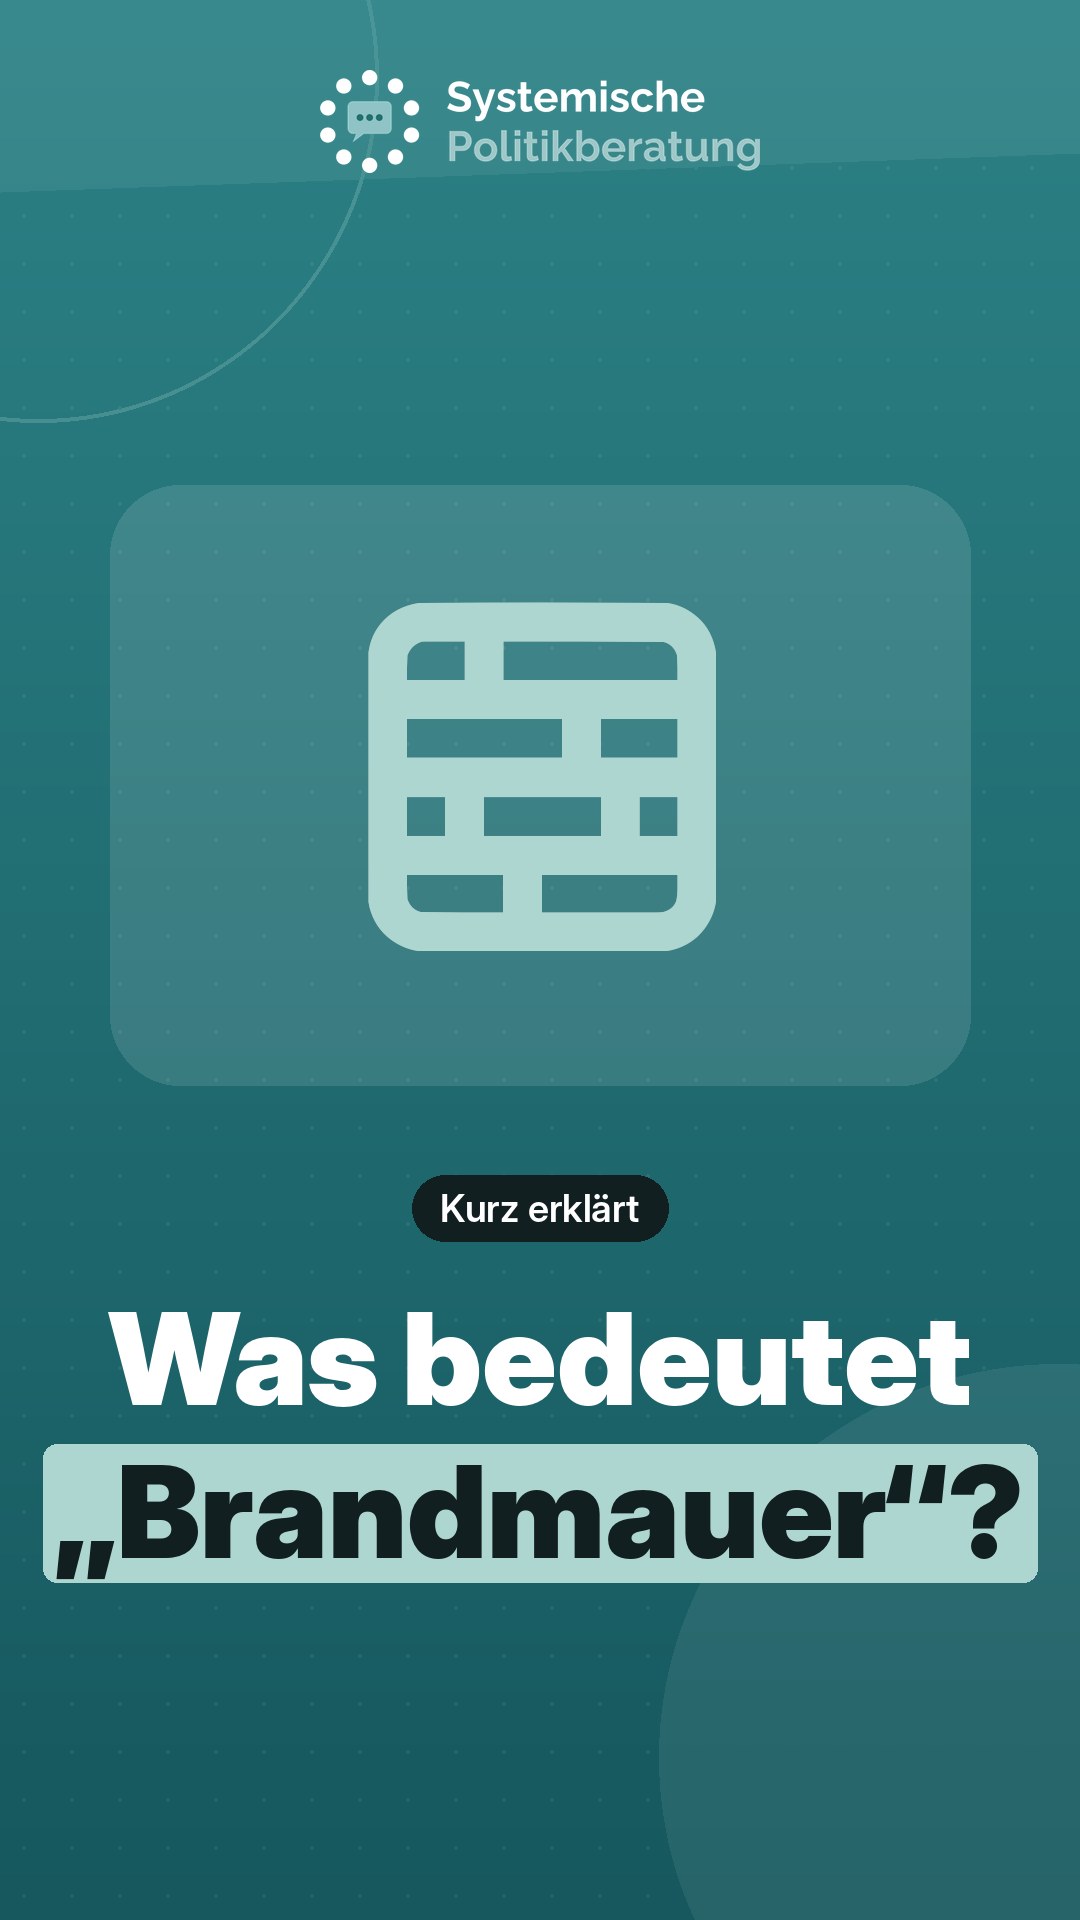 Systemische
Politikberatung
Kurz erklärt
Was bedeutet
„Brandmauer“?